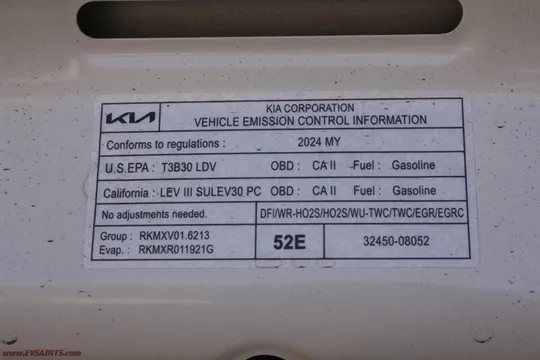 KIA
KIA CORPORATION
VEHICLE EMISSION CONTROL INFORMATION
Conforms to regulations : 2024 MY
U.S.EPA : T3B30 LDV OBD : CA II Fuel : Gasoline
California : LEV III SULEV30 PC OBD : CA II Fuel : Gasoline
No adjustments needed. DFI/WR-HO2S/HO2S/WU-TWC/TWC/EGR/EGRC
Group : RKMXV01.6213
Evap. : RKMXR011921G
52E
32450-08052
www.EVSAINTS.com